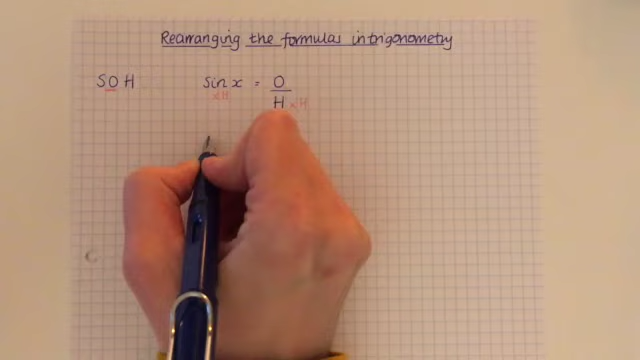 Rearranging the formulas in trigonometry
SOH sin x = O
×H H ×H